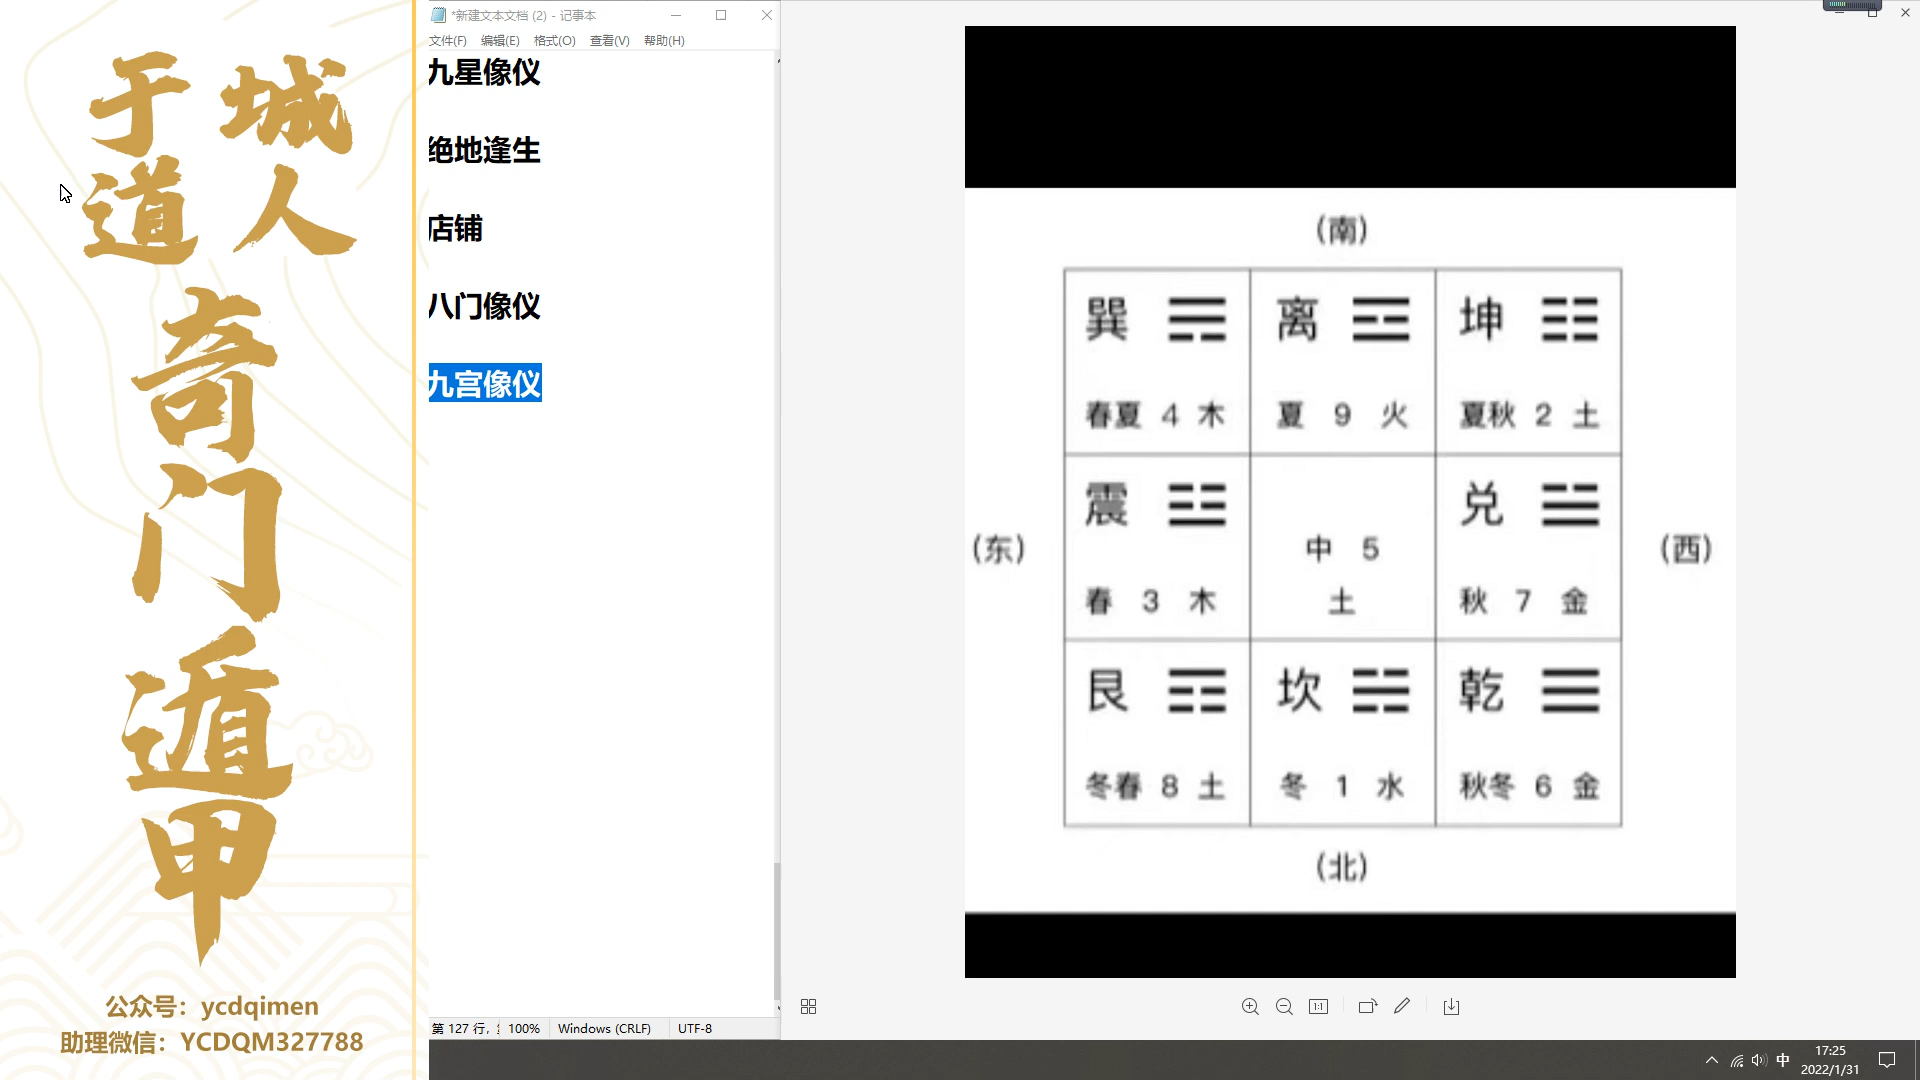 于城
道人
奇
门
遁
甲
公众号：ycdqimen
助理微信：YCDQM327788
*新建文本文档 (2) - 记事本
文件(F) 编辑(E) 格式(O) 查看(V) 帮助(H)
九星像仪
绝地逢生
店铺
八门像仪
九宫像仪
第 127 行，
100%
Windows (CRLF)
UTF-8
(南)
巽 离 坤
春夏 4 木 夏 9 火 夏秋 2 土
震 兑
(东) 中 5 (西)
春 3 木 土 秋 7 金
艮 坎 乾
冬春 8 土 冬 1 水 秋冬 6 金
(北)
1:1
中
17:25
2022/1/31